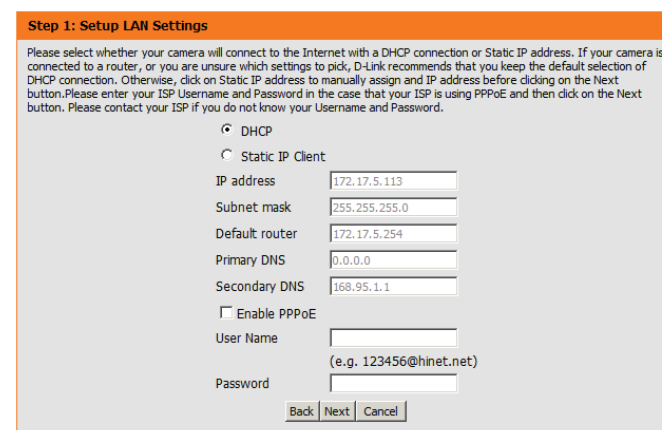 Step 1: Setup LAN Settings
Please select whether your camera will connect to the Internet with a DHCP connection or Static IP address. If your camera is
connected to a router, or you are unsure which settings to pick, D-Link recommends that you keep the default selection of
DHCP connection. Otherwise, click on Static IP address to manually assign and IP address before clicking on the Next
button.Please enter your ISP Username and Password in the case that your ISP is using PPPoE and then click on the Next
button. Please contact your ISP if you do not know your Username and Password.
DHCP
Static IP Client
IP address 172.17.5.113
Subnet mask 255.255.255.0
Default router 172.17.5.254
Primary DNS 0.0.0.0
Secondary DNS 168.95.1.1
Enable PPPoE
User Name
(e.g. 123456@hinet.net)
Password
Back Next Cancel